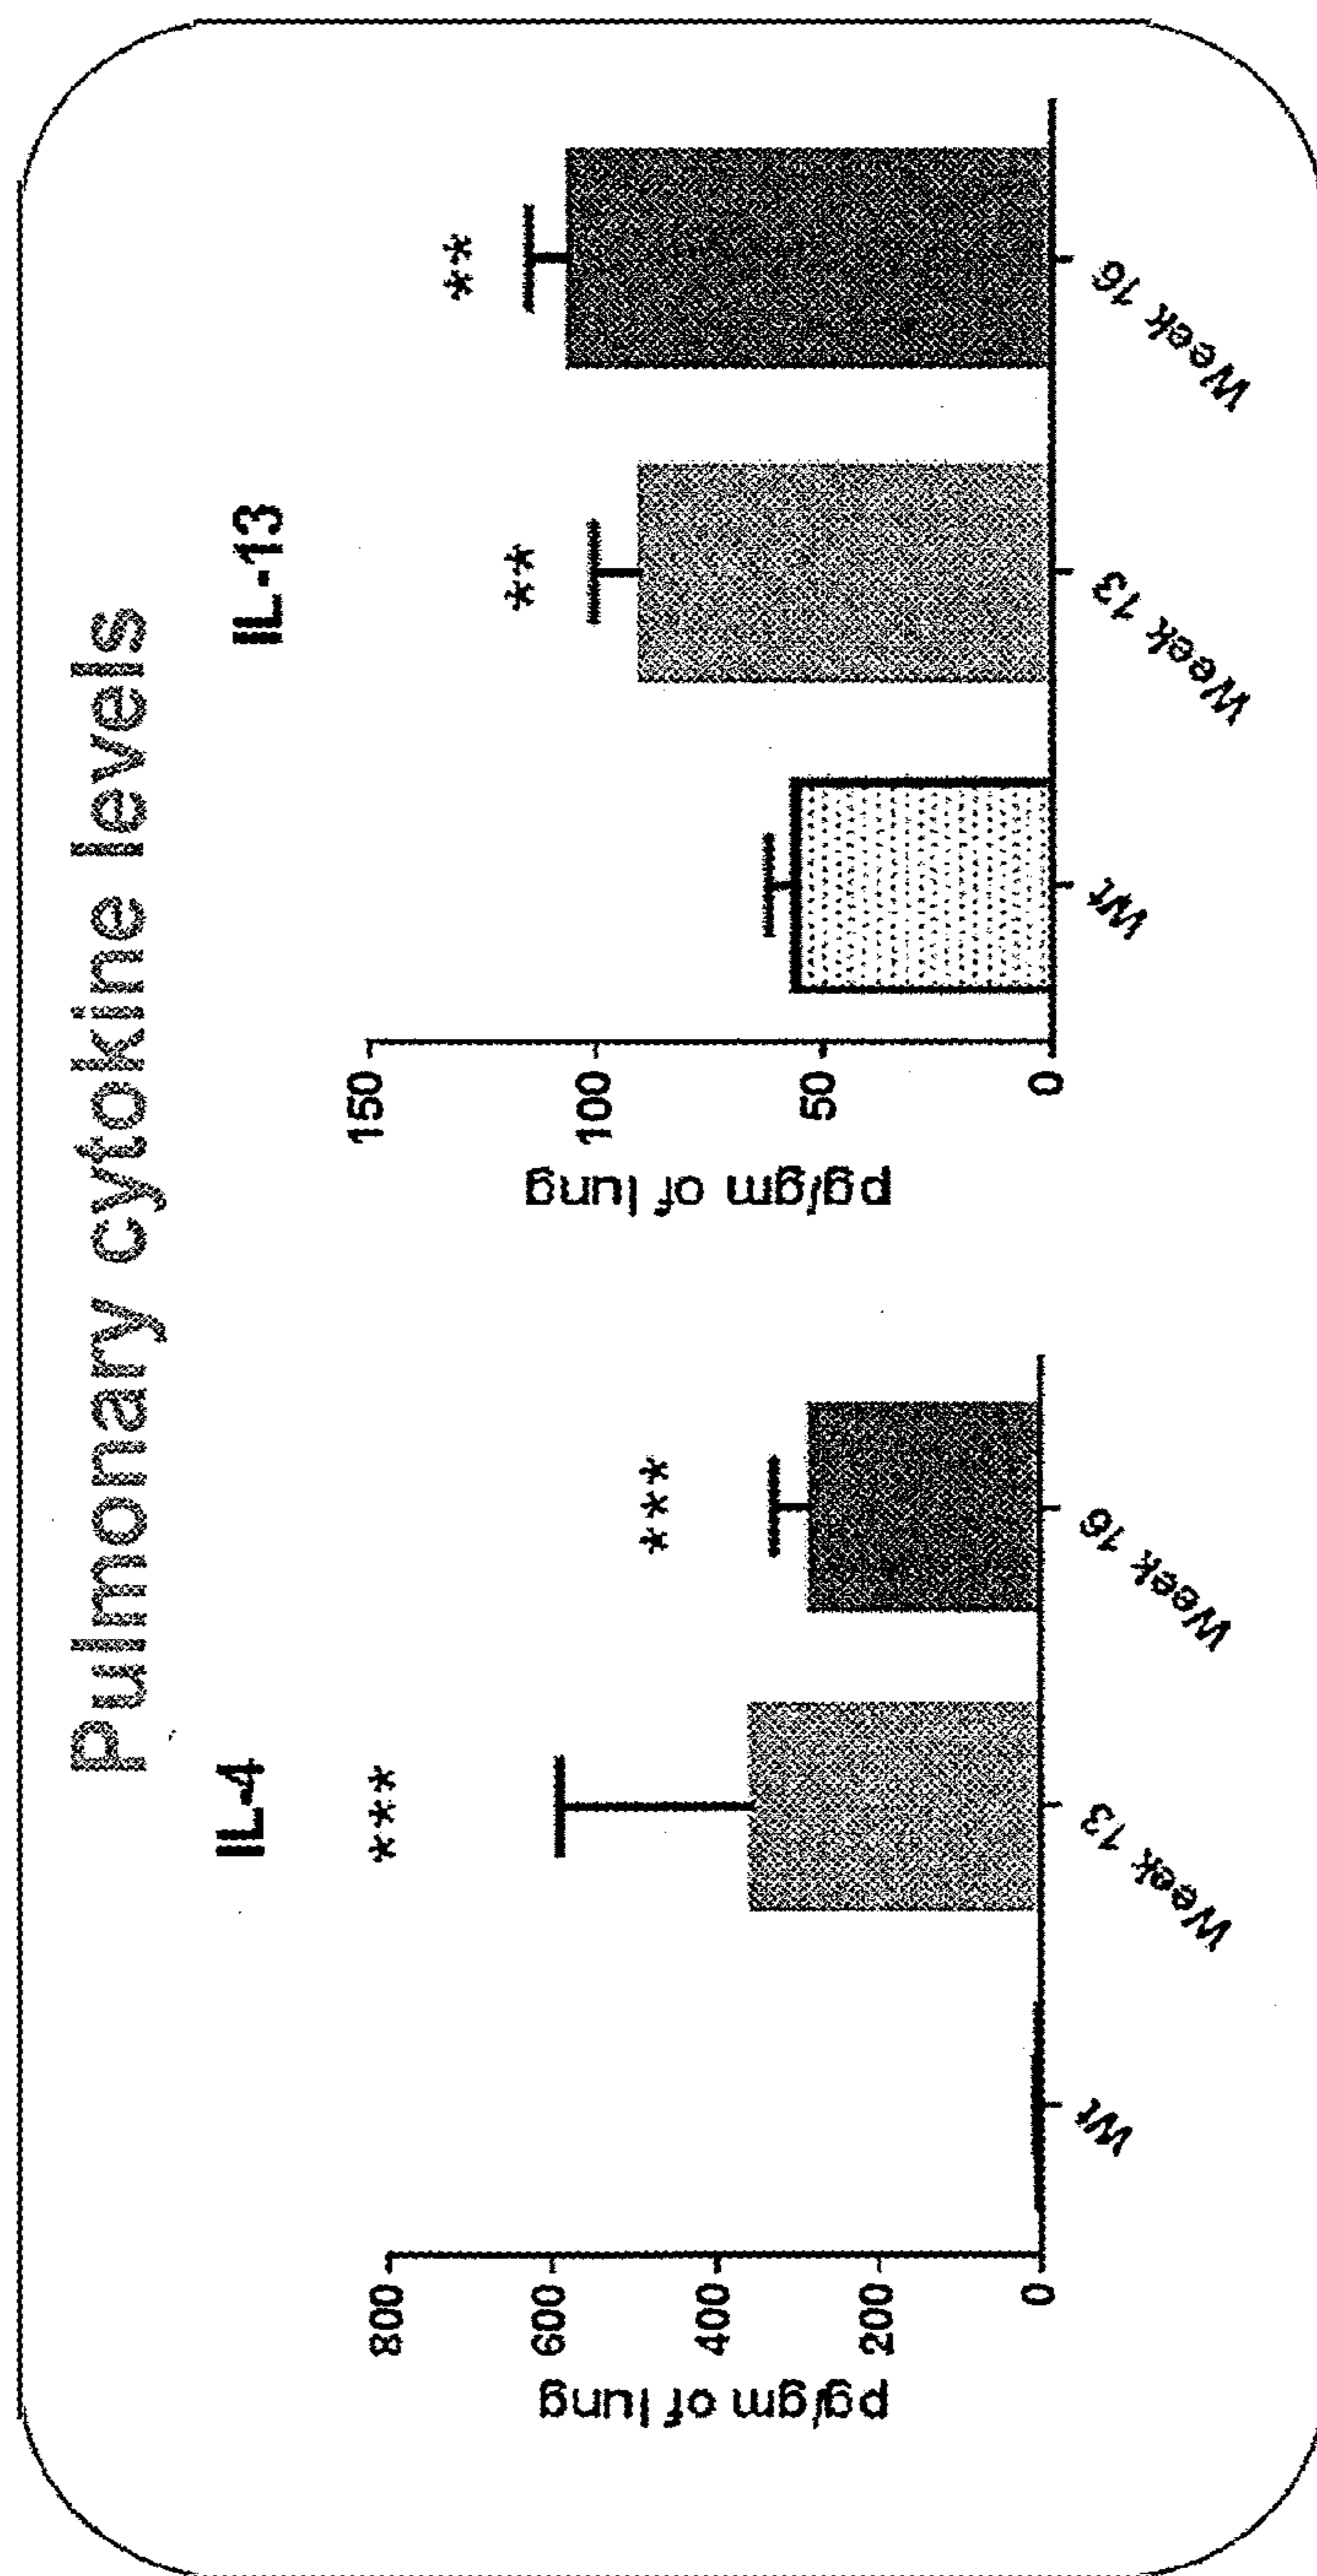 Pulmonary cytokine levels
IL-4
***
***
800
600
400
200
0
pg/gm of lung
Wt
Week 13
Week 16
IL-13
**
**
150
100
50
0
pg/gm of lung
Wt
Week 13
Week 16